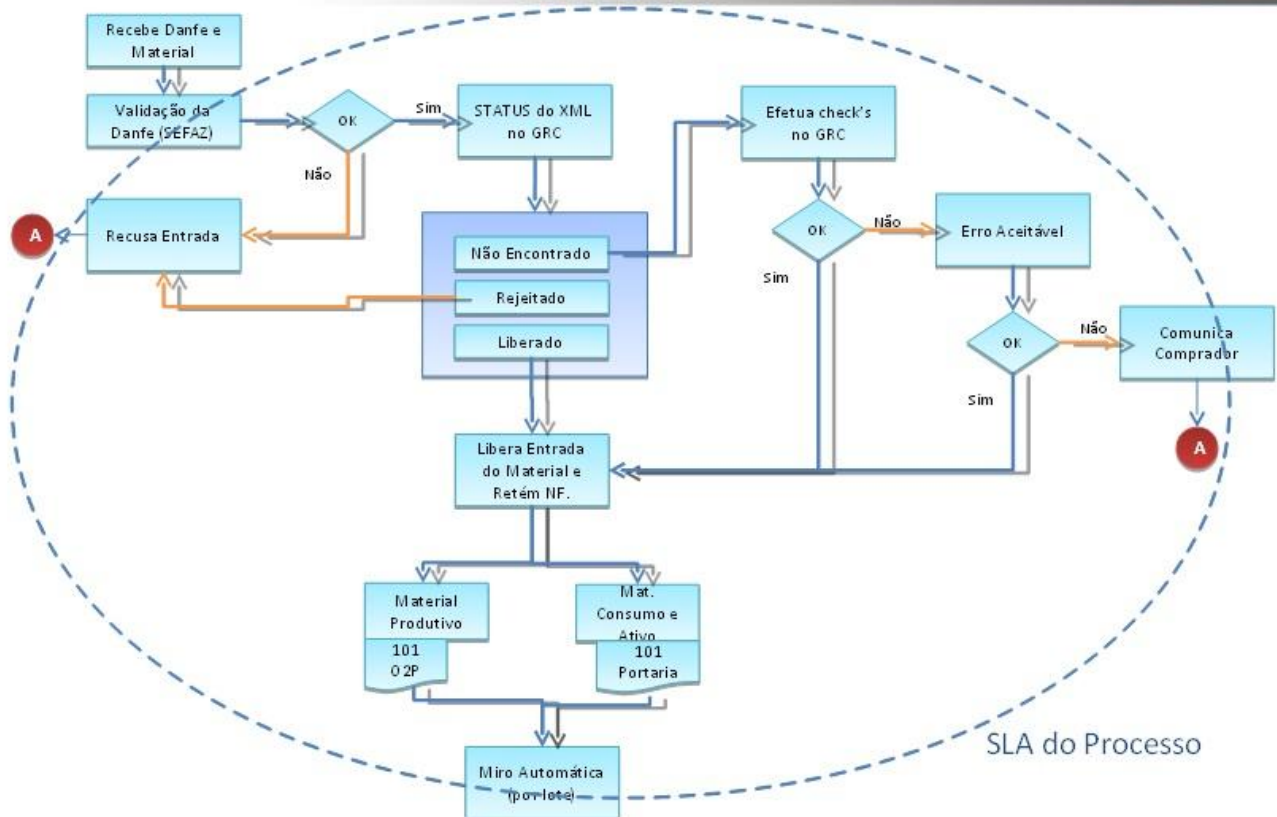 Recebe Danfe e
Material
Validação da
Danfe (SEFAZ)
OK
Sim
Não
STATUS do XML
no GRC
Efetua check's
no GRC
A
Recusa Entrada
Não Encontrado
Rejeitado
Liberado
OK
Não
Sim
Erro Aceitável
OK
Não
Sim
Comunica
Comprador
A
Libera Entrada
do Material e
Retém NF.
Material
Produtivo
101
O2P
Mat.
Consumo e
Ativo
101
Portaria
Miro Automática
(por lote)
SLA do Processo